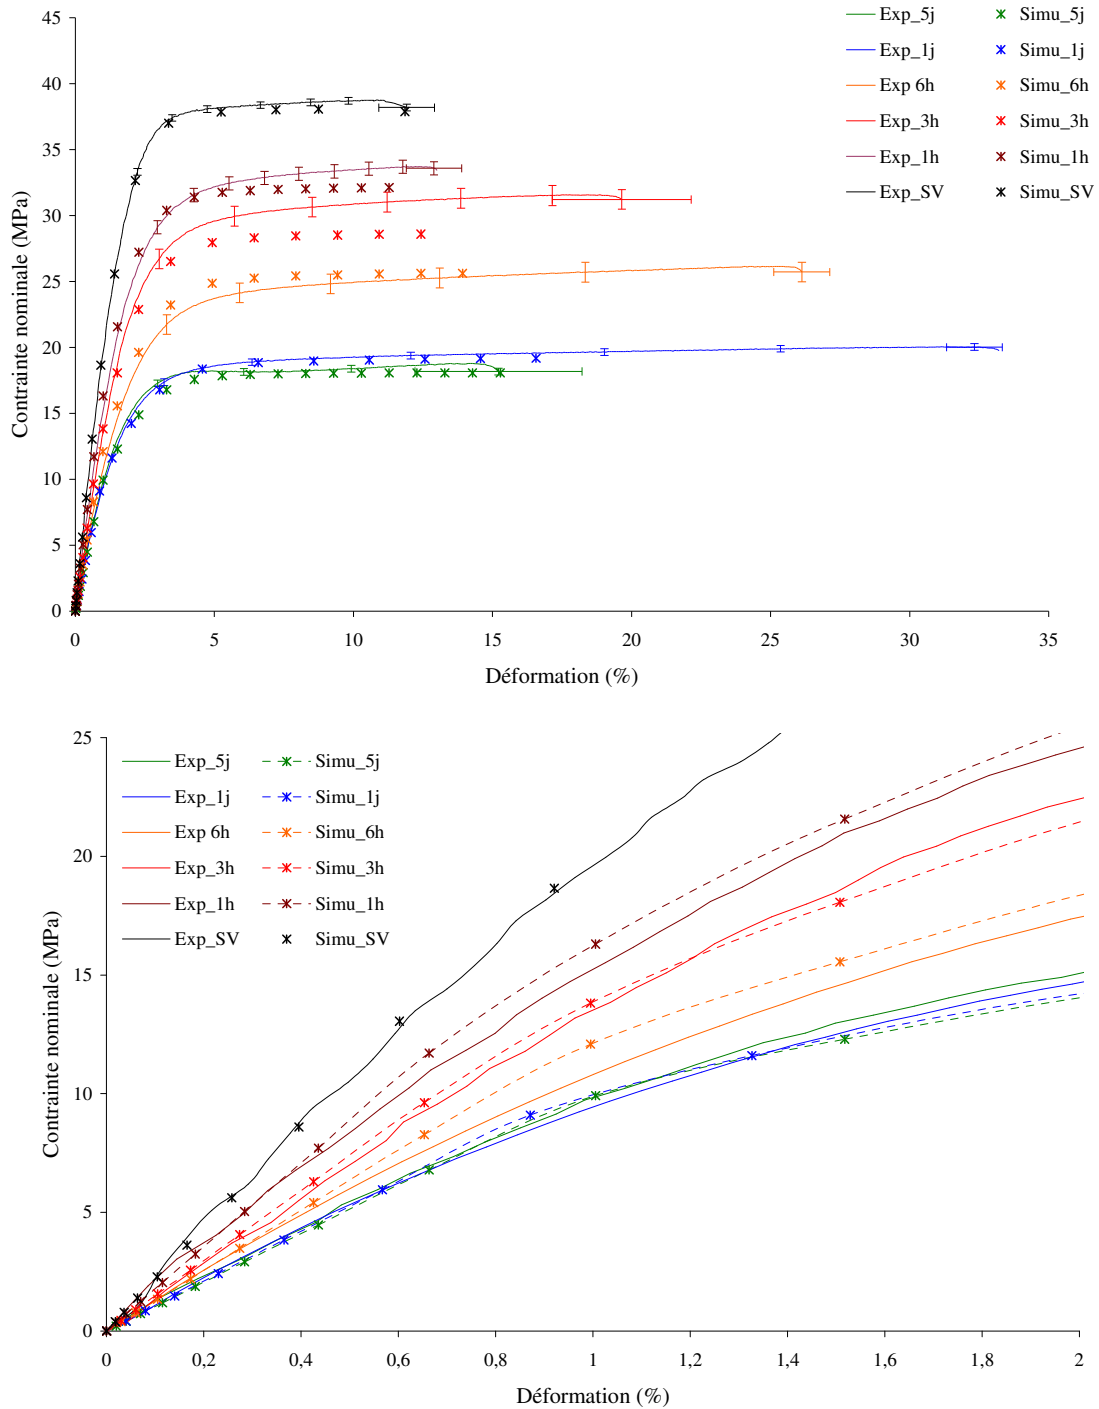 45
40
35
30
25
20
15
10
5
0
Contrainte nominale (MPa)
0 5 10 15 20 25 30 35
Déformation (%)
Exp_5j Simu_5j
Exp_1j Simu_1j
Exp 6h Simu_6h
Exp_3h Simu_3h
Exp_1h Simu_1h
Exp_SV Simu_SV
25
20
15
10
5
0
Contrainte nominale (MPa)
Exp_5j Simu_5j
Exp_1j Simu_1j
Exp 6h Simu_6h
Exp_3h Simu_3h
Exp_1h Simu_1h
Exp_SV Simu_SV
0 0,2 0,4 0,6 0,8 1 1,2 1,4 1,6 1,8 2
Déformation (%)